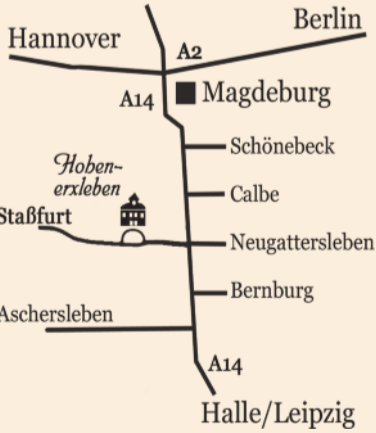 Berlin
Hannover
A2
A14
Magdeburg
Schönebeck
Hohen-
erxleben
Calbe
Staßfurt
Neugattersleben
Bernburg
Aschersleben
A14
Halle/Leipzig